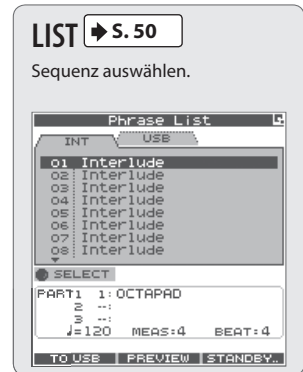 LIST S. 50
Sequenz auswählen.
Phrase List
INT USB
01 Interlude
02 Interlude
03 Interlude
04 Interlude
05 Interlude
06 Interlude
07 Interlude
08 Interlude
SELECT
PART1 1:OCTAPAD
2 --:
3 --:
♩=120 MEAS:4 BEAT:4
TO USB PREVIEW STANDBY..